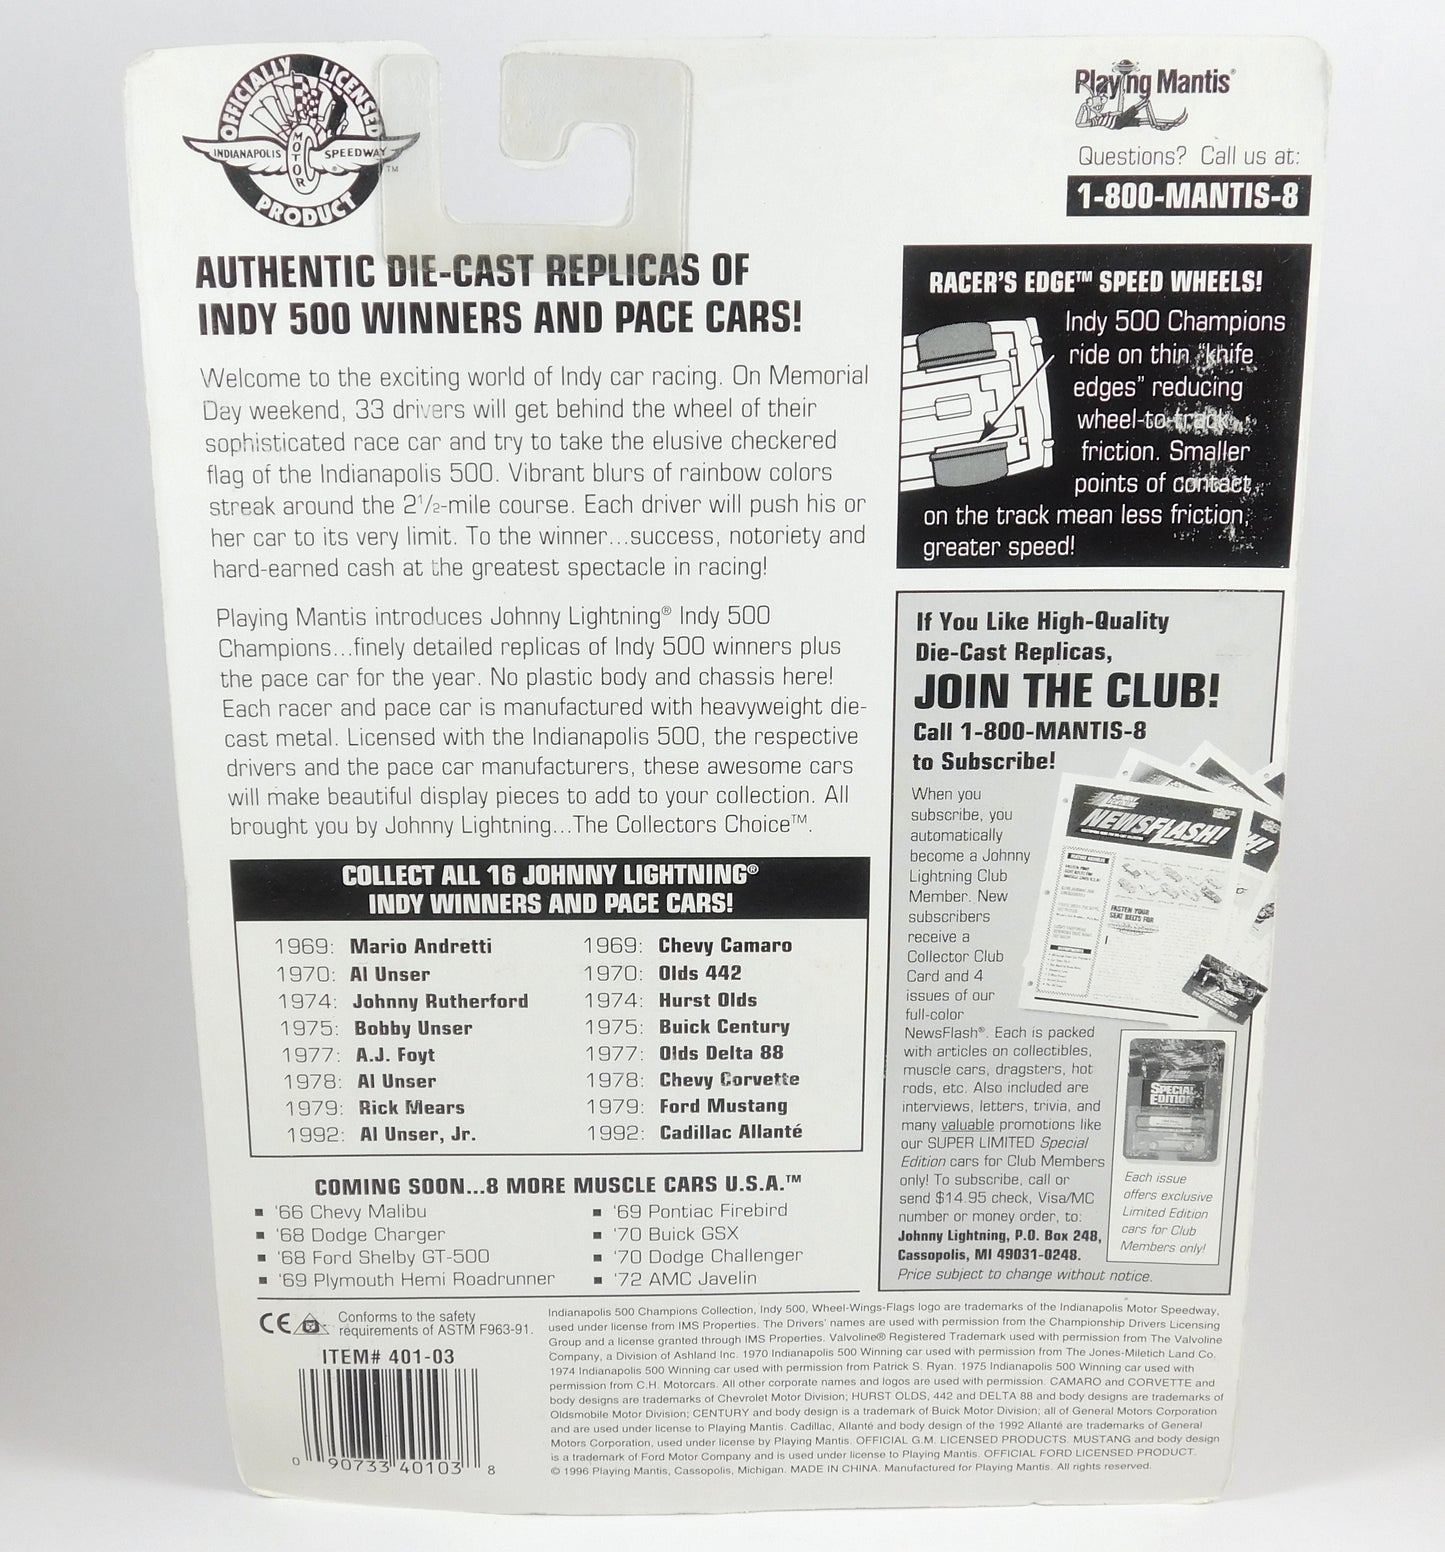 OFFICIALLY LICENSED
INDIANAPOLIS MOTOR SPEEDWAY ™
PRODUCT
Playing Mantis®
Questions? Call us at:
1-800-MANTIS-8
AUTHENTIC DIE-CAST REPLICAS OF
INDY 500 WINNERS AND PACE CARS!
Welcome to the exciting world of Indy car racing. On Memorial
Day weekend, 33 drivers will get behind the wheel of their
sophisticated race car and try to take the elusive checkered
flag of the Indianapolis 500. Vibrant blurs of rainbow colors
streak around the 2½-mile course. Each driver will push his or
her car to its very limit. To the winner...success, notoriety and
hard-earned cash at the greatest spectacle in racing!
Playing Mantis introduces Johnny Lightning® Indy 500
Champions...finely detailed replicas of Indy 500 winners plus
the pace car for the year. No plastic body and chassis here!
Each racer and pace car is manufactured with heavyweight die-
cast metal. Licensed with the Indianapolis 500, the respective
drivers and the pace car manufacturers, these awesome cars
will make beautiful display pieces to add to your collection. All
brought you by Johnny Lightning...The Collectors Choice™.
COLLECT ALL 16 JOHNNY LIGHTNING®
INDY WINNERS AND PACE CARS!
1969: Mario Andretti
1970: Al Unser
1974: Johnny Rutherford
1975: Bobby Unser
1977: A.J. Foyt
1978: Al Unser
1979: Rick Mears
1992: Al Unser, Jr.
1969: Chevy Camaro
1970: Olds 442
1974: Hurst Olds
1975: Buick Century
1977: Olds Delta 88
1978: Chevy Corvette
1979: Ford Mustang
1992: Cadillac Allanté
COMING SOON...8 MORE MUSCLE CARS U.S.A.™
■ '66 Chevy Malibu
■ '68 Dodge Charger
■ '68 Ford Shelby GT-500
■ '69 Plymouth Hemi Roadrunner
■ '69 Pontiac Firebird
■ '70 Buick GSX
■ '70 Dodge Challenger
■ '72 AMC Javelin
RACER'S EDGE™ SPEED WHEELS!
Indy 500 Champions
ride on thin "knife
edges" reducing
wheel-to-track
friction. Smaller
points of contact
on the track mean less friction,
greater speed!
If You Like High-Quality
Die-Cast Replicas,
JOIN THE CLUB!
Call 1-800-MANTIS-8
to Subscribe!
When you
subscribe, you
automatically
become a Johnny
Lightning Club
Member. New
subscribers
receive a
Collector Club
Card and 4
issues of our
full-color
NewsFlash®. Each is packed
with articles on collectibles,
muscle cars, dragsters, hot
rods, etc. Also included are
interviews, letters, trivia, and
many valuable promotions like
our SUPER LIMITED Special
Edition cars for Club Members
only! To subscribe, call or
send $14.95 check, Visa/MC
number or money order, to:
Johnny Lightning, P.O. Box 248,
Cassopolis, MI 49031-0248.
Price subject to change without notice.
NEWSFLASH!
FASTEN YOUR
SEAT BELTS FOR
SPECIAL
EDITION
Each issue
offers exclusive
Limited Edition
cars for Club
Members only!
CE
Conforms to the safety
requirements of ASTM F963-91.
ITEM# 401-03
0 90733 40103 8
Indianapolis 500 Champions Collection, Indy 500, Wheel-Wings-Flags logo are trademarks of the Indianapolis Motor Speedway,
used under license from IMS Properties. The Drivers' names are used with permission from the Championship Drivers Licensing
Group and a license granted through IMS Properties. Valvoline® Registered Trademark used with permission from The Valvoline
Company, a Division of Ashland Inc. 1970 Indianapolis 500 Winning car used with permission from The Jones-Miletich Land Co.
1974 Indianapolis 500 Winning car used with permission from Patrick S. Ryan. 1975 Indianapolis 500 Winning car used with
permission from C.H. Motorcars. All other corporate names and logos are used with permission. CAMARO and CORVETTE and
body designs are trademarks of Chevrolet Motor Division; HURST OLDS, 442 and DELTA 88 and body designs are trademarks of
Oldsmobile Motor Division; CENTURY and body design is a trademark of Buick Motor Division; all of General Motors Corporation
and are used under license to Playing Mantis. Cadillac, Allanté and body design of the 1992 Allanté are trademarks of General
Motors Corporation, used under license by Playing Mantis. OFFICIAL G.M. LICENSED PRODUCTS. MUSTANG and body design
is a trademark of Ford Motor Company and is used under license to Playing Mantis. OFFICIAL FORD LICENSED PRODUCT.
© 1996 Playing Mantis, Cassopolis, Michigan. MADE IN CHINA. Manufactured for Playing Mantis. All rights reserved.